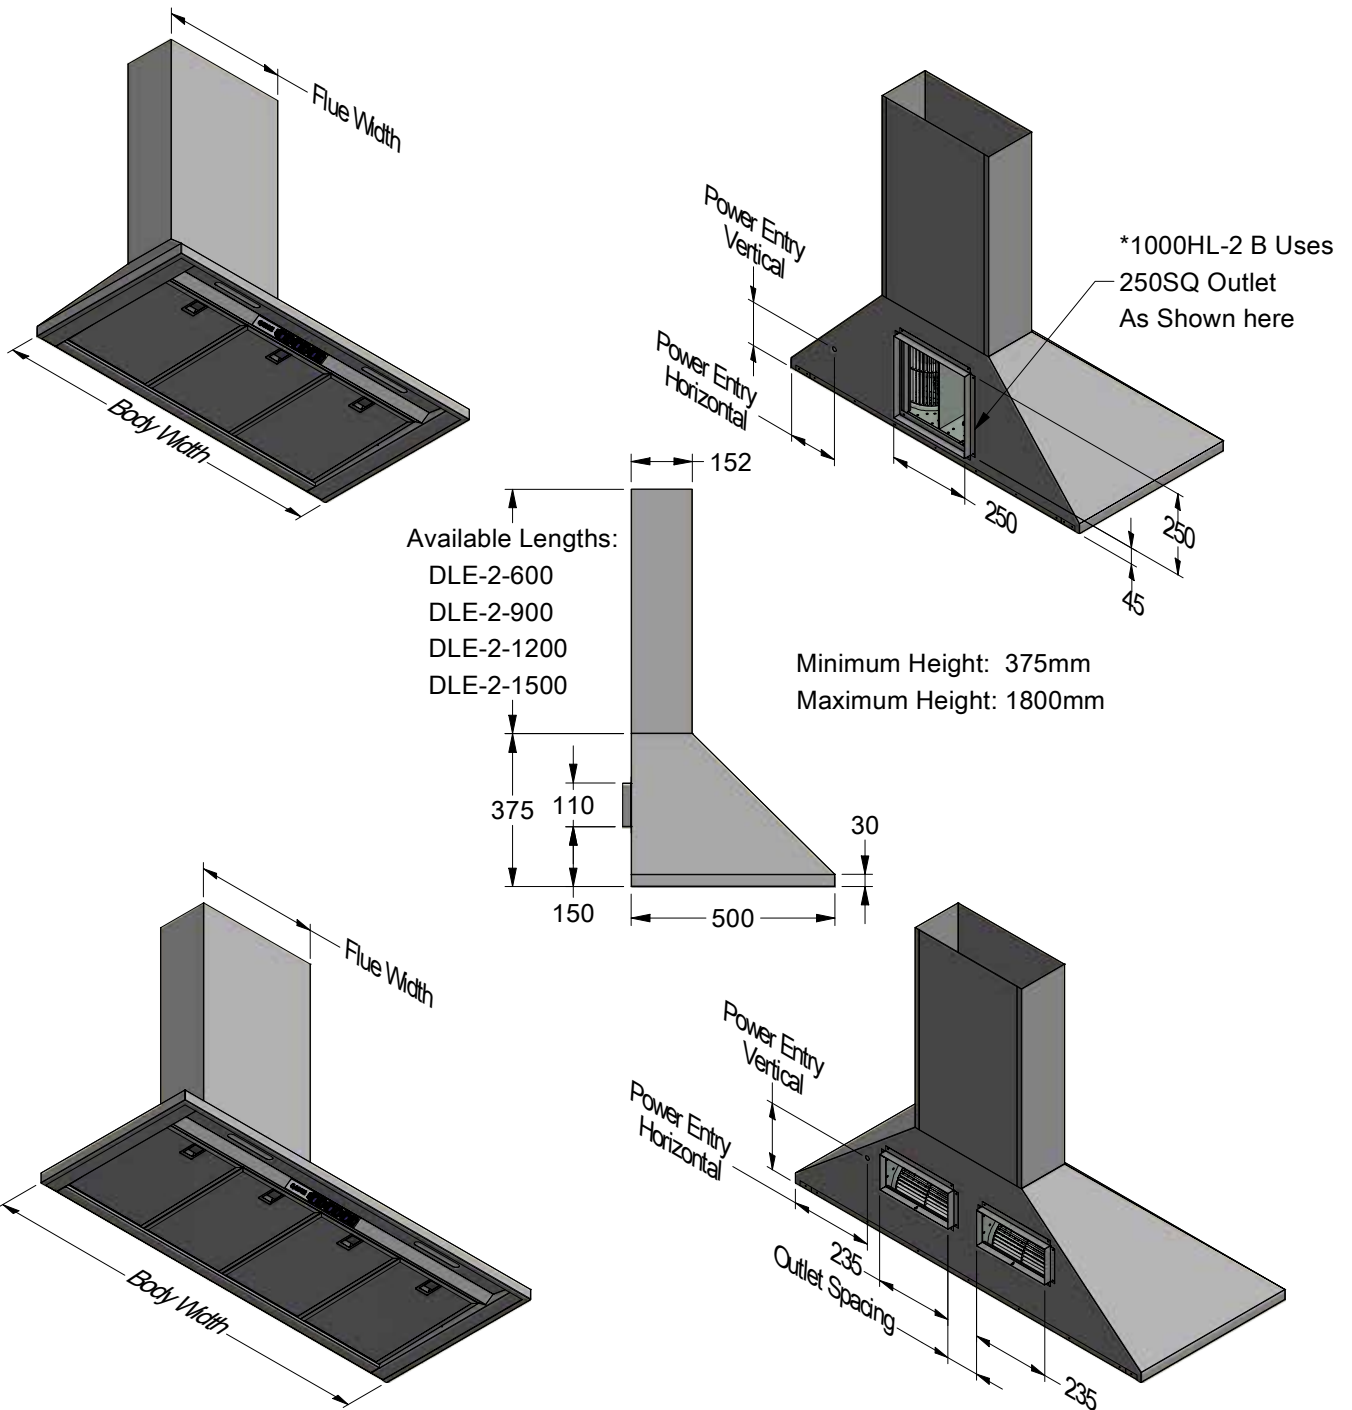 Flue Width
Body Width
Power Entry
Vertical
Power Entry
Horizontal
*1000HL-2 B Uses
250SQ Outlet
As Shown here
250
250
45
152
Available Lengths:
DLE-2-600
DLE-2-900
DLE-2-1200
DLE-2-1500
Minimum Height: 375mm
Maximum Height: 1800mm
375
110
150
30
500
Flue Width
Body Width
Power Entry
Vertical
Power Entry
Horizontal
235
Outlet Spacing
235